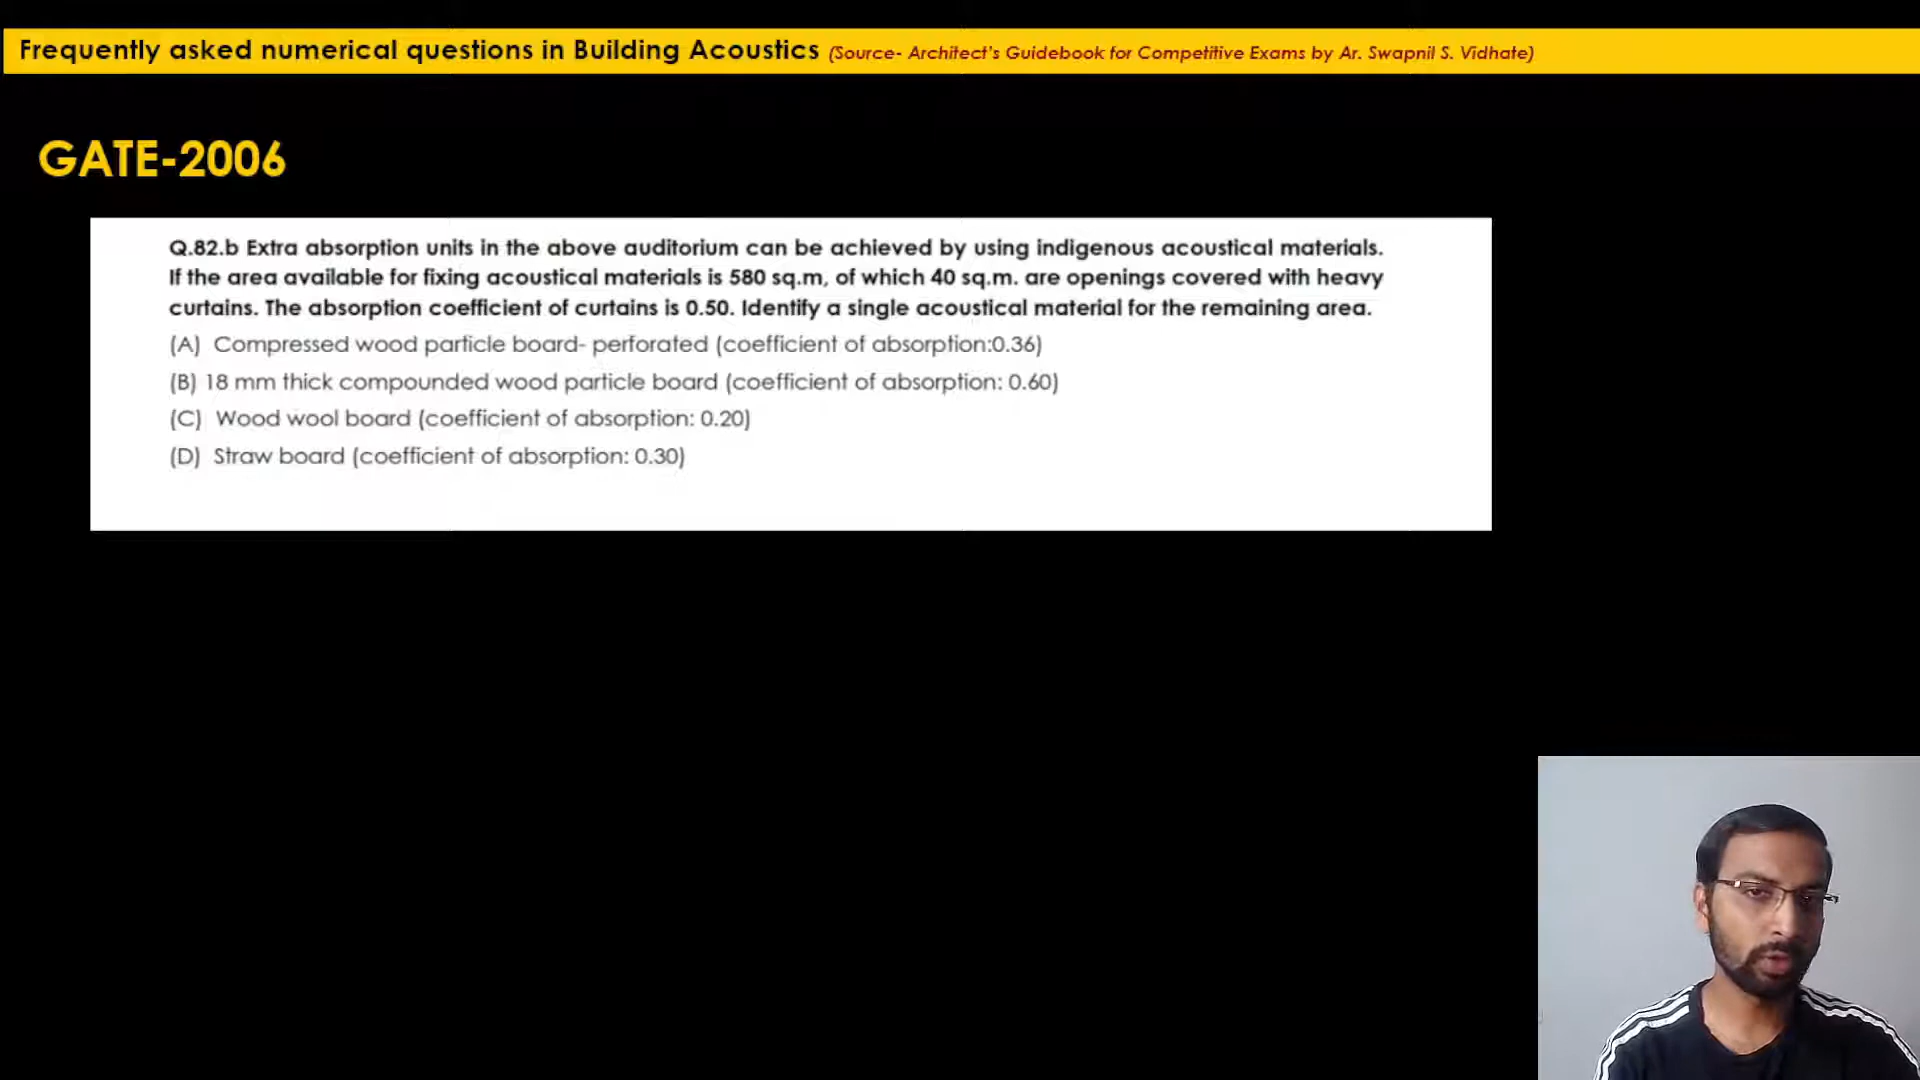 Frequently asked numerical questions in Building Acoustics (Source- Architect's Guidebook for Competitive Exams by Ar. Swapnil S. Vidhate)
GATE-2006
Q.82.b Extra absorption units in the above auditorium can be achieved by using indigenous acoustical materials.
If the area available for fixing acoustical materials is 580 sq.m, of which 40 sq.m. are openings covered with heavy
curtains. The absorption coefficient of curtains is 0.50. Identify a single acoustical material for the remaining area.
(A) Compressed wood particle board- perforated (coefficient of absorption:0.36)
(B) 18 mm thick compounded wood particle board (coefficient of absorption: 0.60)
(C) Wood wool board (coefficient of absorption: 0.20)
(D) Straw board (coefficient of absorption: 0.30)